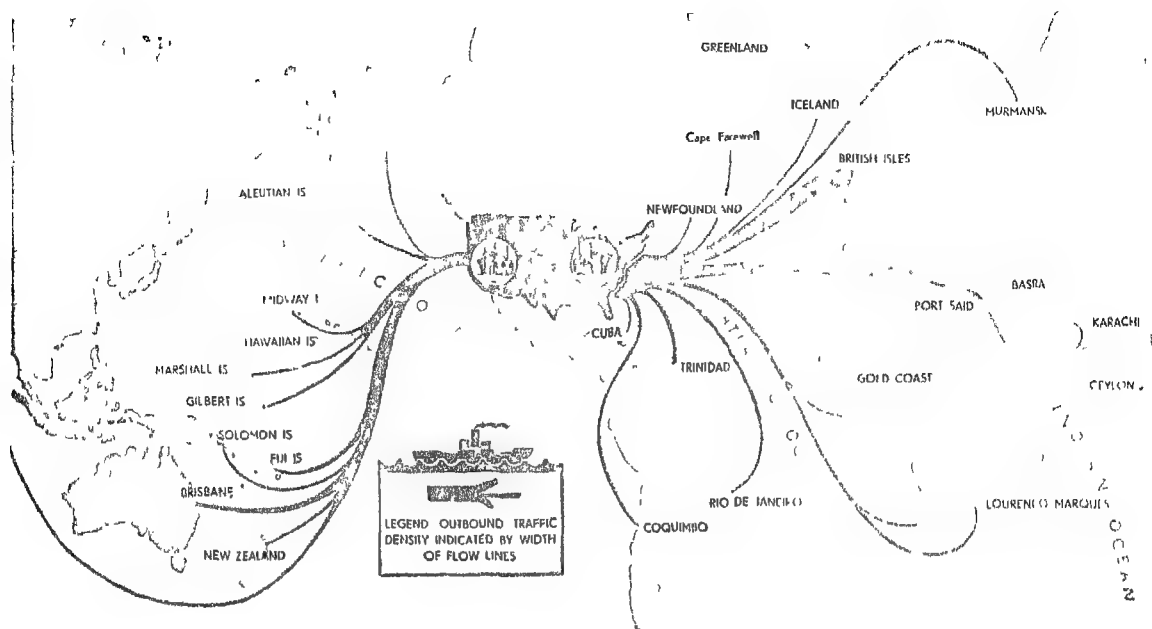 GREENLAND
ICELAND
MURMANSK
Cape Farewell
BRITISH ISLES
ALEUTIAN IS
NEWFOUNDLAND
BASRA
MIDWAY I
PORT SAID
KARACHI
CUBA
HAWAIIAN IS
MARSHALL IS
TRINIDAD
GOLD COAST
CEYLON
GILBERT IS
SOLOMON IS
FIJI IS
BRISBANE
RIO DE JANEIRO
LOURENCO MARQUES
COQUIMBO
NEW ZEALAND
LEGEND OUTBOUND TRAFFIC
DENSITY INDICATED BY WIDTH
OF FLOW LINES
OCEAN